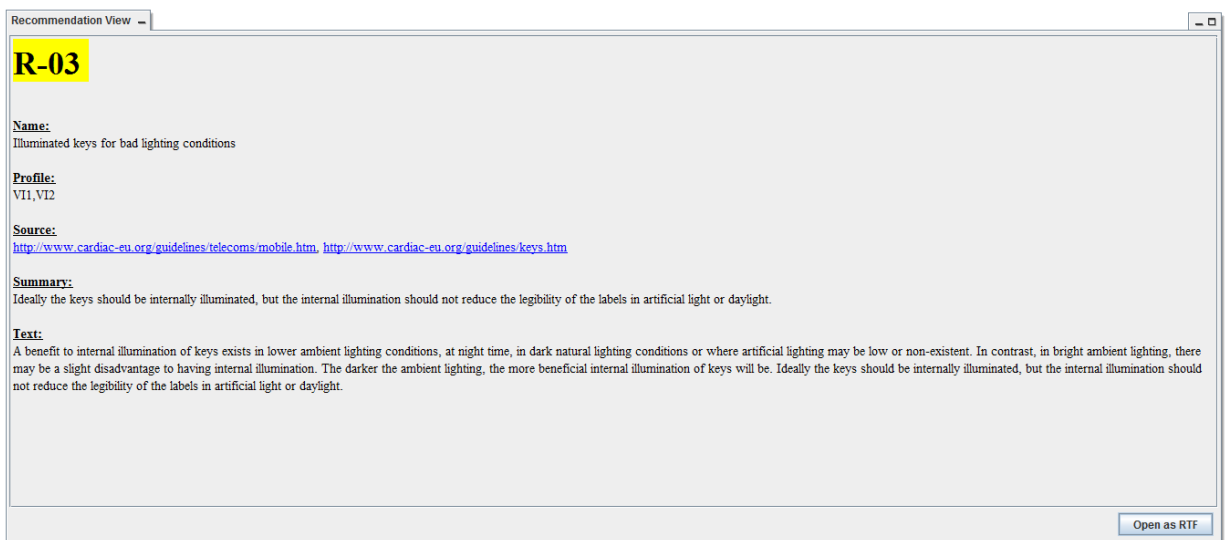 Recommendation View
R-03
Name:
Illuminated keys for bad lighting conditions
Profile:
VI1,VI2
Source:
http://www.cardiac-eu.org/guidelines/telecoms/mobile.htm, http://www.cardiac-eu.org/guidelines/keys.htm
Summary:
Ideally the keys should be internally illuminated, but the internal illumination should not reduce the legibility of the labels in artificial light or daylight.
Text:
A benefit to internal illumination of keys exists in lower ambient lighting conditions, at night time, in dark natural lighting conditions or where artificial lighting may be low or non-existent. In contrast, in bright ambient lighting, there
may be a slight disadvantage to having internal illumination. The darker the ambient lighting, the more beneficial internal illumination of keys will be. Ideally the keys should be internally illuminated, but the internal illumination should
not reduce the legibility of the labels in artificial light or daylight.
Open as RTF